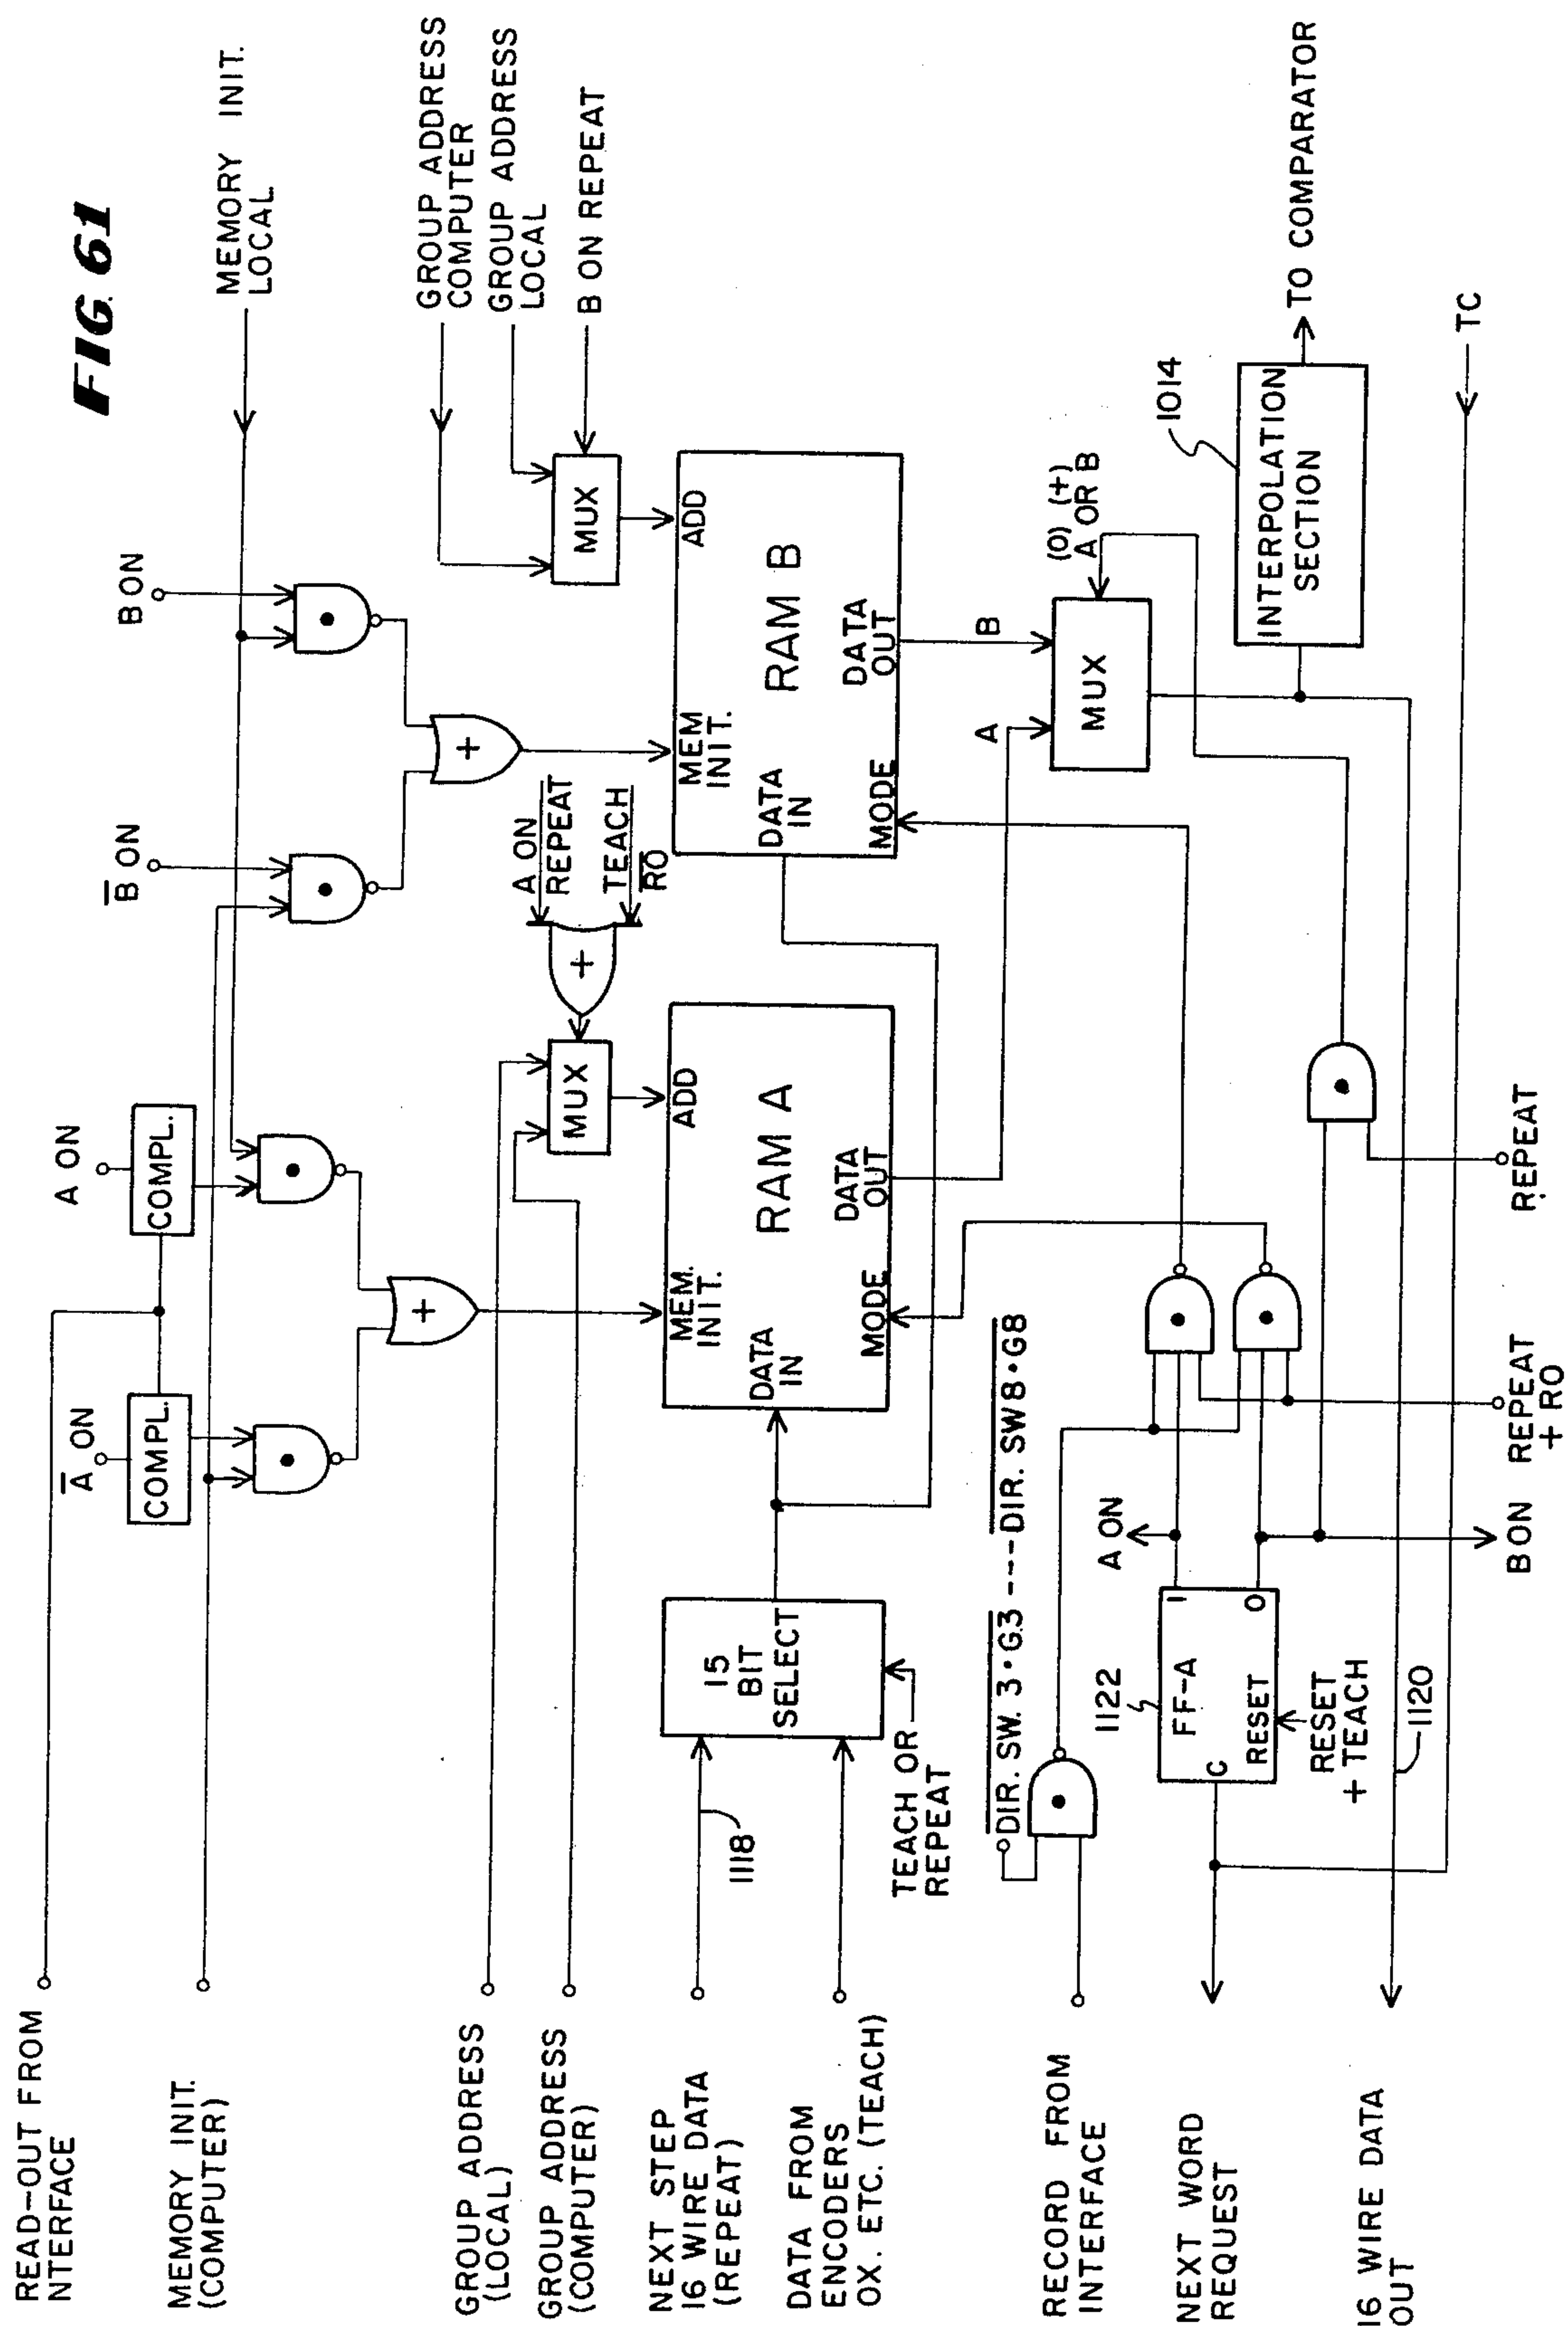 FIG. 61
READ-OUT FROM
NTERFACE
MEMORY INIT.
(COMPUTER)
GROUP ADDRESS
(LOCAL)
GROUP ADDRESS
(COMPUTER)
NEXT STEP
16 WIRE DATA
(REPEAT)
DATA FROM
ENCODERS
OX. ETC. (TEACH)
RECORD FROM
INTERFACE
NEXT WORD
REQUEST
16 WIRE DATA
OUT
A̅ ON
COMPL.
A ON
COMPL.
B̅ ON
B ON
MEMORY INIT.
LOCAL
GROUP ADDRESS
COMPUTER
GROUP ADDRESS
LOCAL
B ON REPEAT
+
+
A ON
REPEAT
TEACH
R̅O̅
+
MUX
MUX
1118
15
BIT
SELECT
TEACH OR
REPEAT
MEM.
INIT.
ADD
DATA
IN
RAM A
MODE
DATA
OUT
MEM
INIT.
ADD
DATA
IN
RAM B
MODE
DATA
OUT
A
B
MUX
(0) (+)
A OR B
1014
INTERPOLATION
SECTION
TO COMPARATOR
TC
DIR. SW. 3·G3 --- DIR. SW8·G8
1122
FF-A
C
1
0
RESET
RESET
+ TEACH
A ON
1120
B ON
REPEAT
+ RO
REPEAT